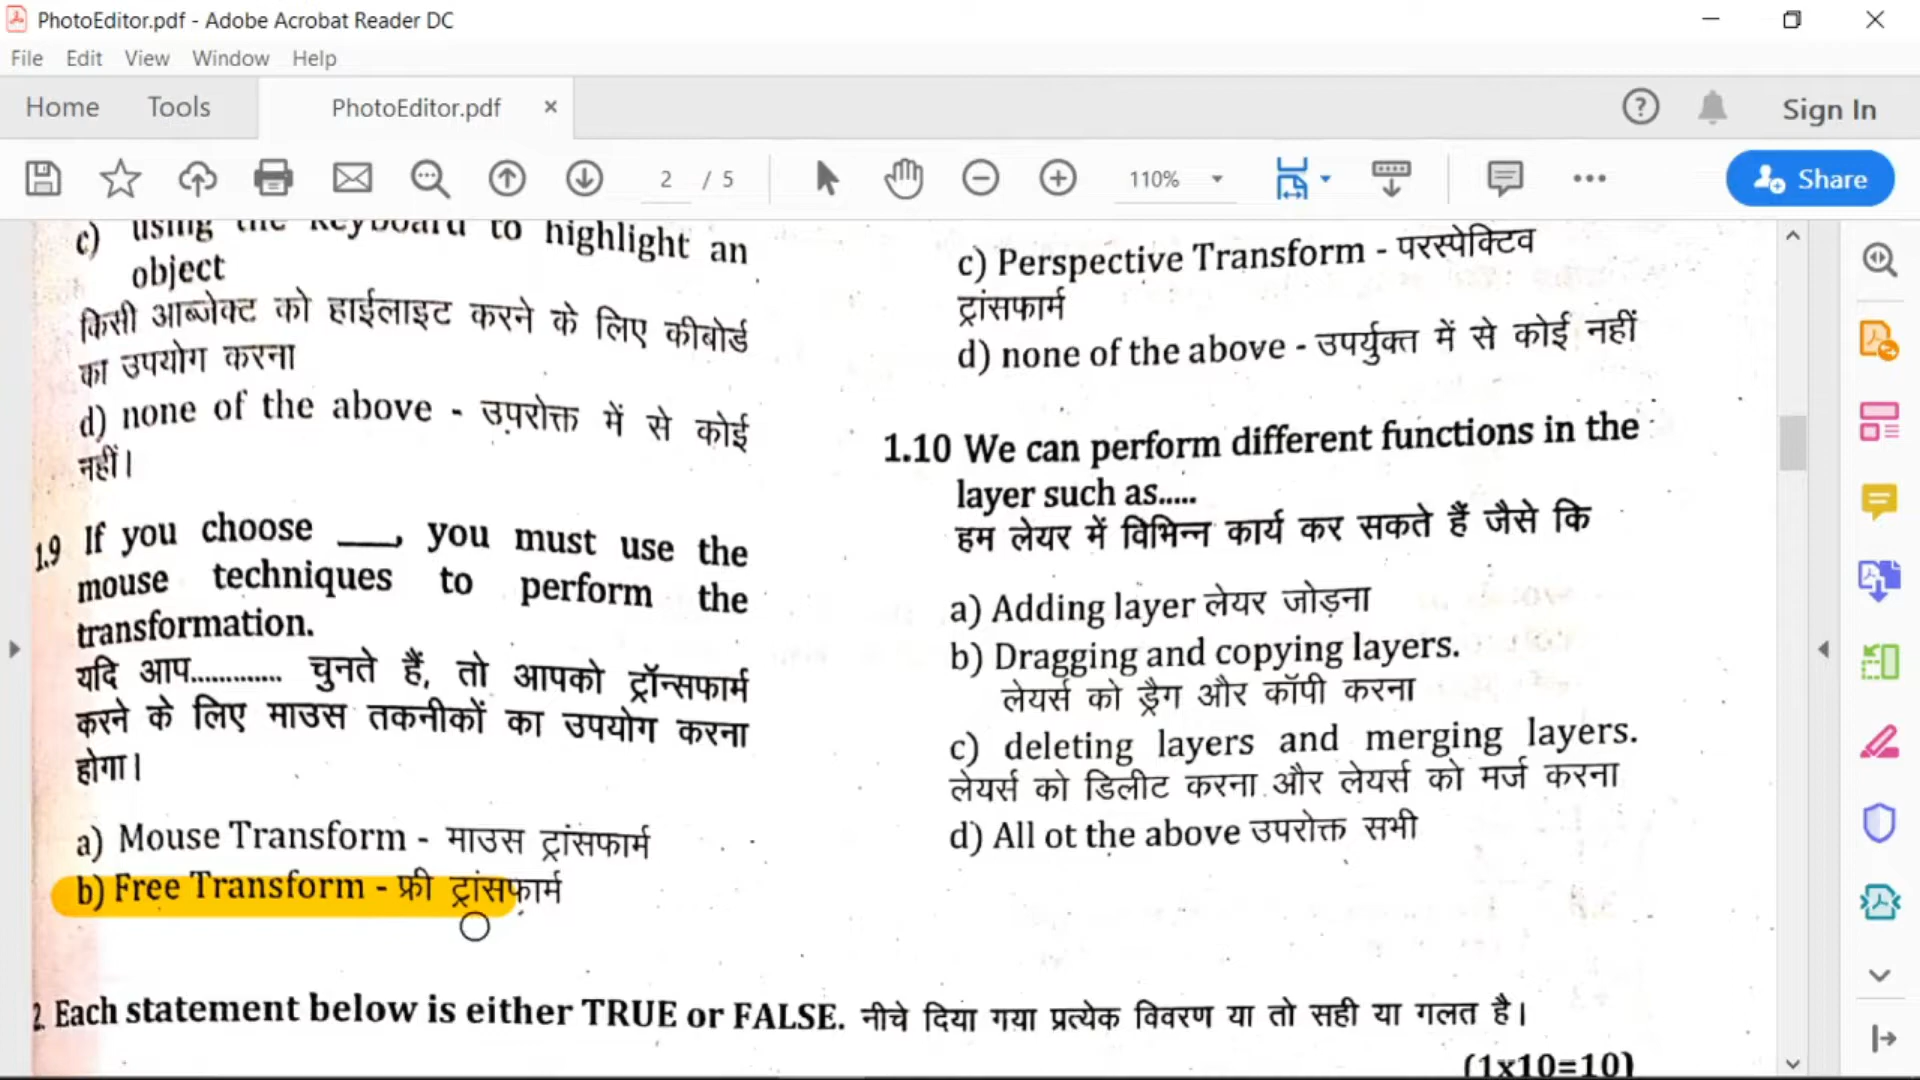 PhotoEditor.pdf - Adobe Acrobat Reader DC
File Edit View Window Help
Home Tools PhotoEditor.pdf × Sign In
2 / 5 110% Share
c) using the keyboard to highlight an
object
किसी आब्जेक्ट को हाईलाइट करने के लिए कीबोर्ड
का उपयोग करना
d) none of the above - उपरोक्त में से कोई
नहीं।
1.9 If you choose ____, you must use the
mouse techniques to perform the
transformation.
यदि आप............. चुनते हैं, तो आपको ट्रॉन्सफार्म
करने के लिए माउस तकनीकों का उपयोग करना
होगा।
a) Mouse Transform - माउस ट्रांसफार्म
b) Free Transform - फ्री ट्रांसफार्म
c) Perspective Transform - परस्पेक्टिव
ट्रांसफार्म
d) none of the above - उपर्युक्त में से कोई नहीं
1.10 We can perform different functions in the
layer such as.....
हम लेयर में विभिन्न कार्य कर सकते हैं जैसे कि
a) Adding layer लेयर जोड़ना
b) Dragging and copying layers.
लेयर्स को ड्रैग और कॉपी करना
c) deleting layers and merging layers.
लेयर्स को डिलीट करना और लेयर्स को मर्ज करना
d) All ot the above उपरोक्त सभी
2. Each statement below is either TRUE or FALSE. नीचे दिया गया प्रत्येक विवरण या तो सही या गलत है।
(1x10=10)